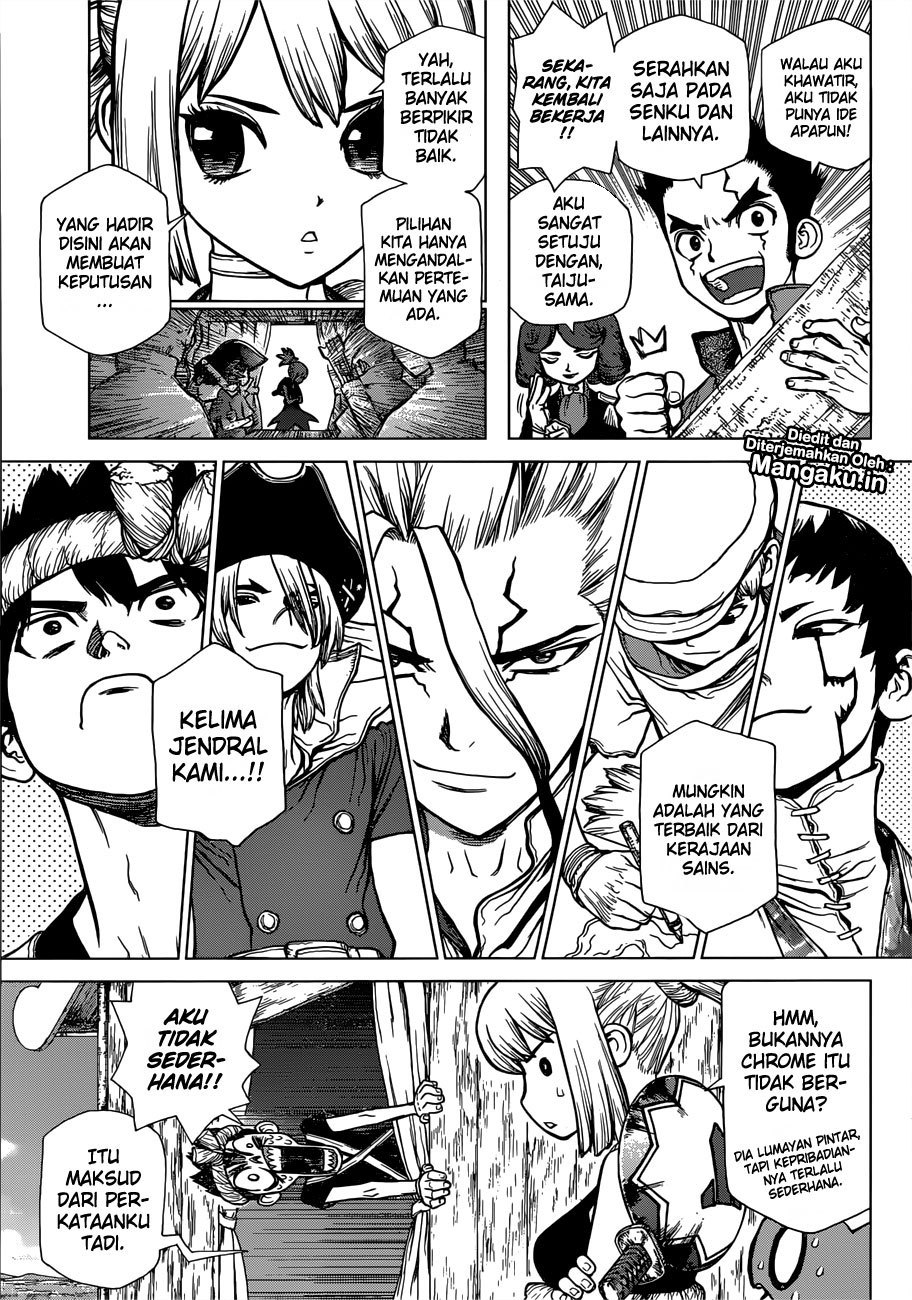 WALAU AKU
KHAWATIR,
AKU TIDAK
PUNYA IDE
APAPUN!
SERAHKAN
SAJA PADA
SENKU DAN
LAINNYA.
SEKA-
RANG, KITA
KEMBALI
BEKERJA
!!
AKU
SANGAT
SETUJU
DENGAN,
TAIJU-
SAMA.
YAH,
TERLALU
BANYAK
BERPIKIR
TIDAK
BAIK.
PILIHAN
KITA HANYA
MENGANDAL-
KAN PERTE-
MUAN YANG
ADA.
YANG HADIR
DISINI AKAN
MEMBUAT
KEPUTUSAN
...
Diedit dan
Diterjemahkan Oleh :
Mangaku.in
MUNGKIN
ADALAH YANG
TERBAIK DARI
KERAJAAN
SAINS.
KELIMA
JENDRAL
KAMI...!!
HMM,
BUKANNYA
CHROME ITU
TIDAK BER-
GUNA?
DIA LUMAYAN PINTAR,
TAPI KEPRIBADIAN-
NYA TERLALU
SEDERHANA.
AKU
TIDAK
SEDER-
HANA!!
ITU
MAKSUD
DARI PER-
KATAANKU
TADI.